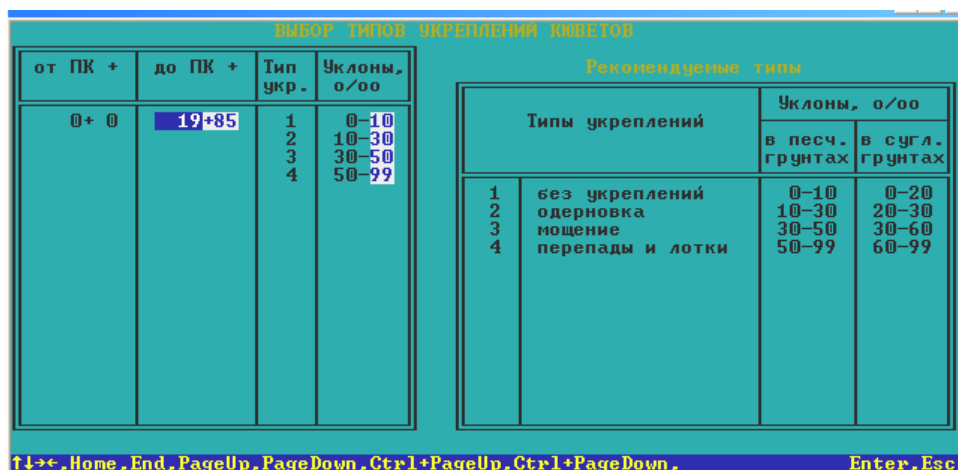 ВЫБОР ТИПОВ УКРЕПЛЕНИЙ КЮВЕТОВ
от ПК + до ПК + Тип укр. Уклоны, о/оо
0+ 0 19+85 1 0-10
2 10-30
3 30-50
4 50-99
Рекомендуемые типы
Типы укреплений Уклоны, о/оо
в песч. грунтах в сугл. грунтах
1 без укреплений 0-10 0-20
2 одерновка 10-30 20-30
3 мощение 30-50 30-60
4 перепады и лотки 50-99 60-99
↑↓→←,Home,End,PageUp,PageDown,Ctrl+PageUp,Ctrl+PageDown, Enter,Esc